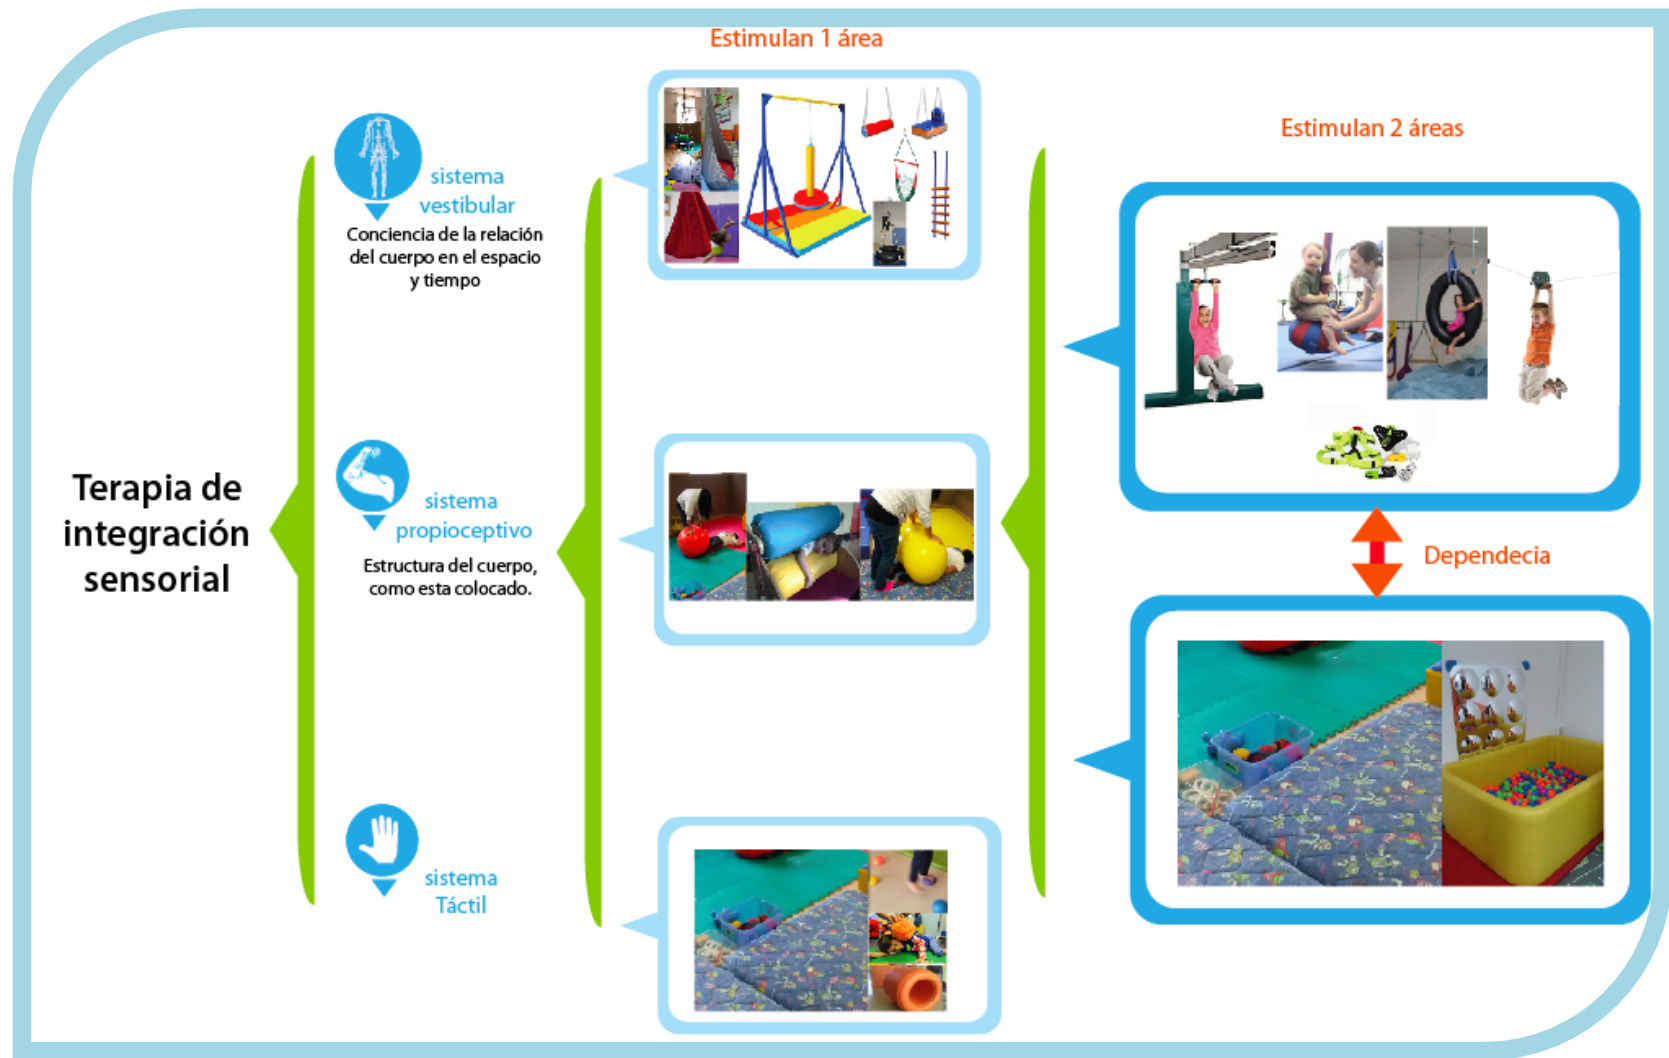 Estimulan 1 área
Estimulan 2 áreas
sistema
vestibular
Conciencia de la relación
del cuerpo en el espacio
y tiempo
Terapia de
integración
sensorial
sistema
propioceptivo
Estructura del cuerpo,
como esta colocado.
Dependecia
sistema
Táctil